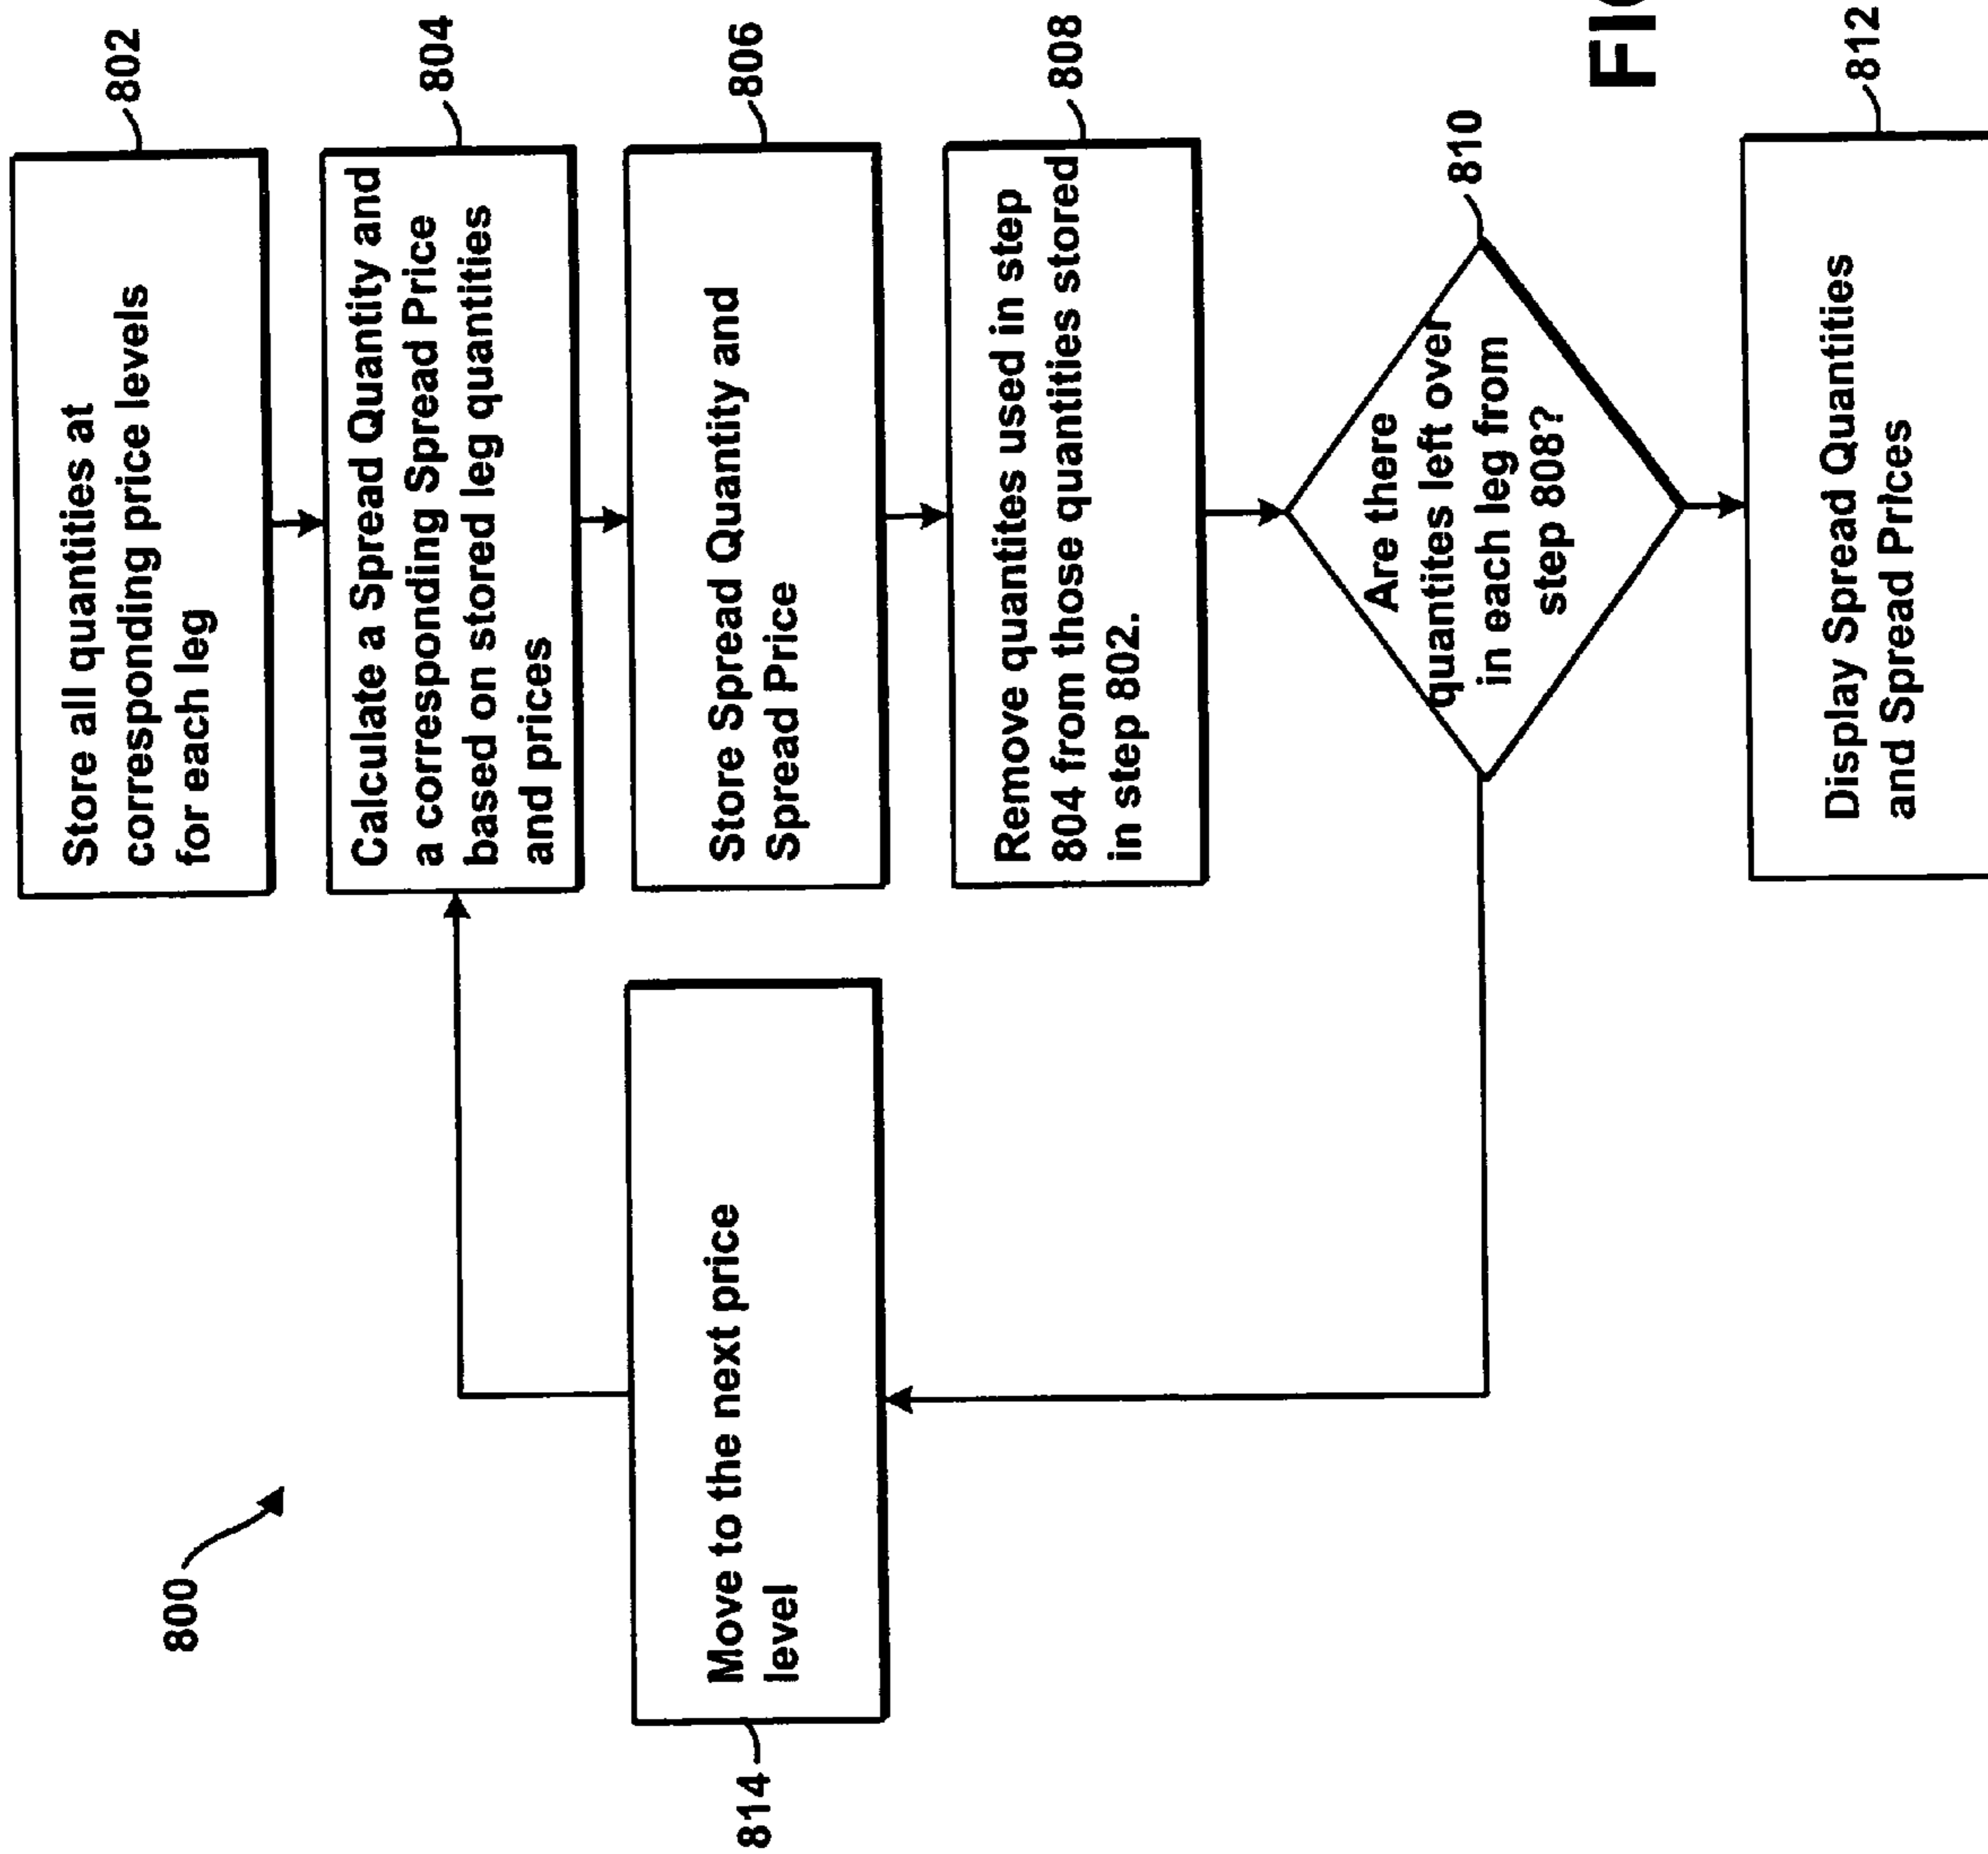 800
Store all quantities at
corresponding price levels
for each leg
802
Calculate a Spread Quantity and
a corresponding Spread Price
based on stored leg quantities
and prices
804
Store Spread Quantity and
Spread Price
806
Move to the next price
level
814
Remove quantites used in step
804 from those quantities stored
in step 802.
808
Are there
quantites left over
in each leg from
step 808?
810
Display Spread Quantities
and Spread Prices
812